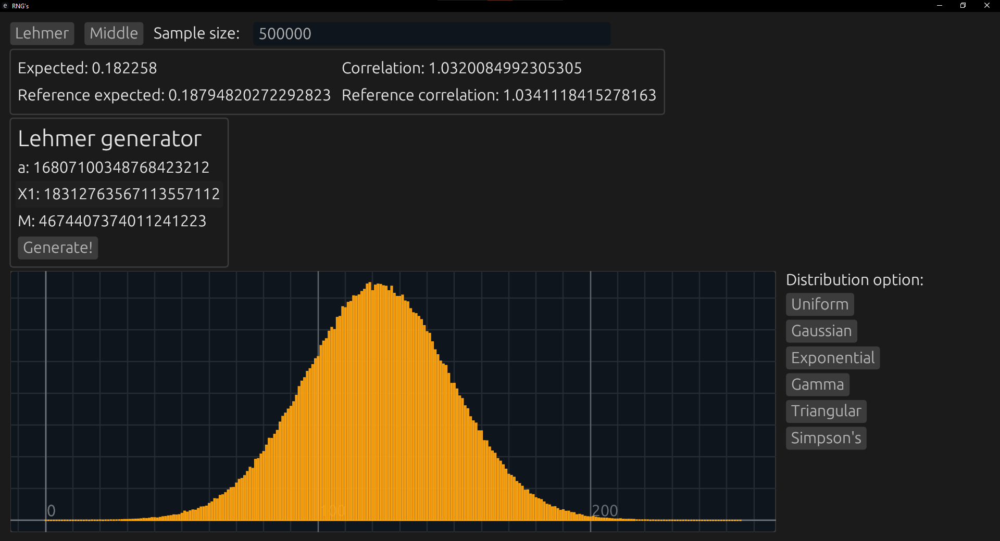 e RNG's
Lehmer Middle Sample size: 500000
Expected: 0.182258 Correlation: 1.0320084992305305
Reference expected: 0.18794820272292823 Reference correlation: 1.0341118415278163
Lehmer generator
a: 16807100348768423212
X1: 18312763567113557112
M: 4674407374011241223
Generate!
0 100 200
Distribution option:
Uniform
Gaussian
Exponential
Gamma
Triangular
Simpson's